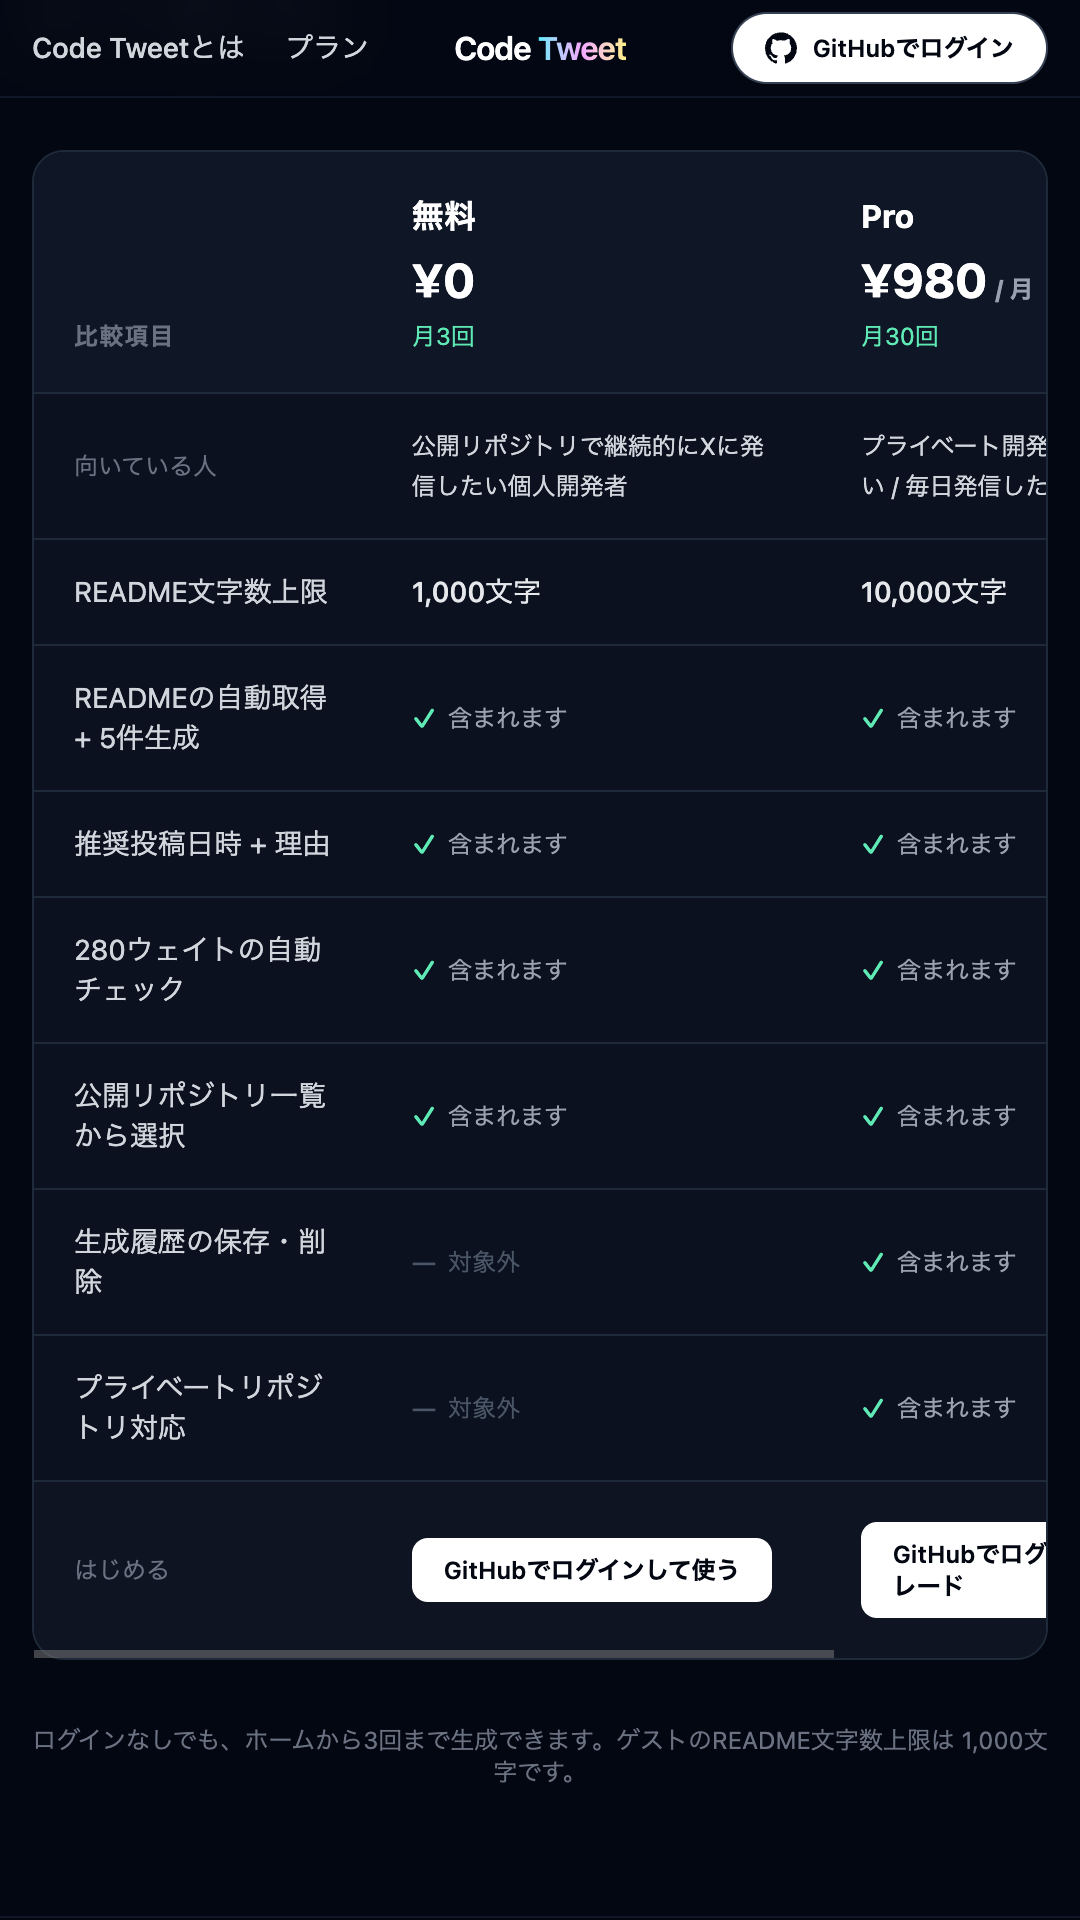 Code Tweetとは プラン Code Tweet GitHubでログイン
無料 Pro
¥0 ¥980 / 月
比較項目 月3回 月30回
向いている人 公開リポジトリで継続的にXに発 プライベート開発
信したい個人開発者 い / 毎日発信した
README文字数上限 1,000文字 10,000文字
READMEの自動取得
+ 5件生成 含まれます 含まれます
推奨投稿日時 + 理由 含まれます 含まれます
280ウェイトの自動
チェック 含まれます 含まれます
公開リポジトリ一覧
から選択 含まれます 含まれます
生成履歴の保存・削
除 — 対象外 含まれます
プライベートリポジ
トリ対応 — 対象外 含まれます
はじめる GitHubでログインして使う GitHubでログ
レード
ログインなしでも、ホームから3回まで生成できます。ゲストのREADME文字数上限は 1,000文
字です。